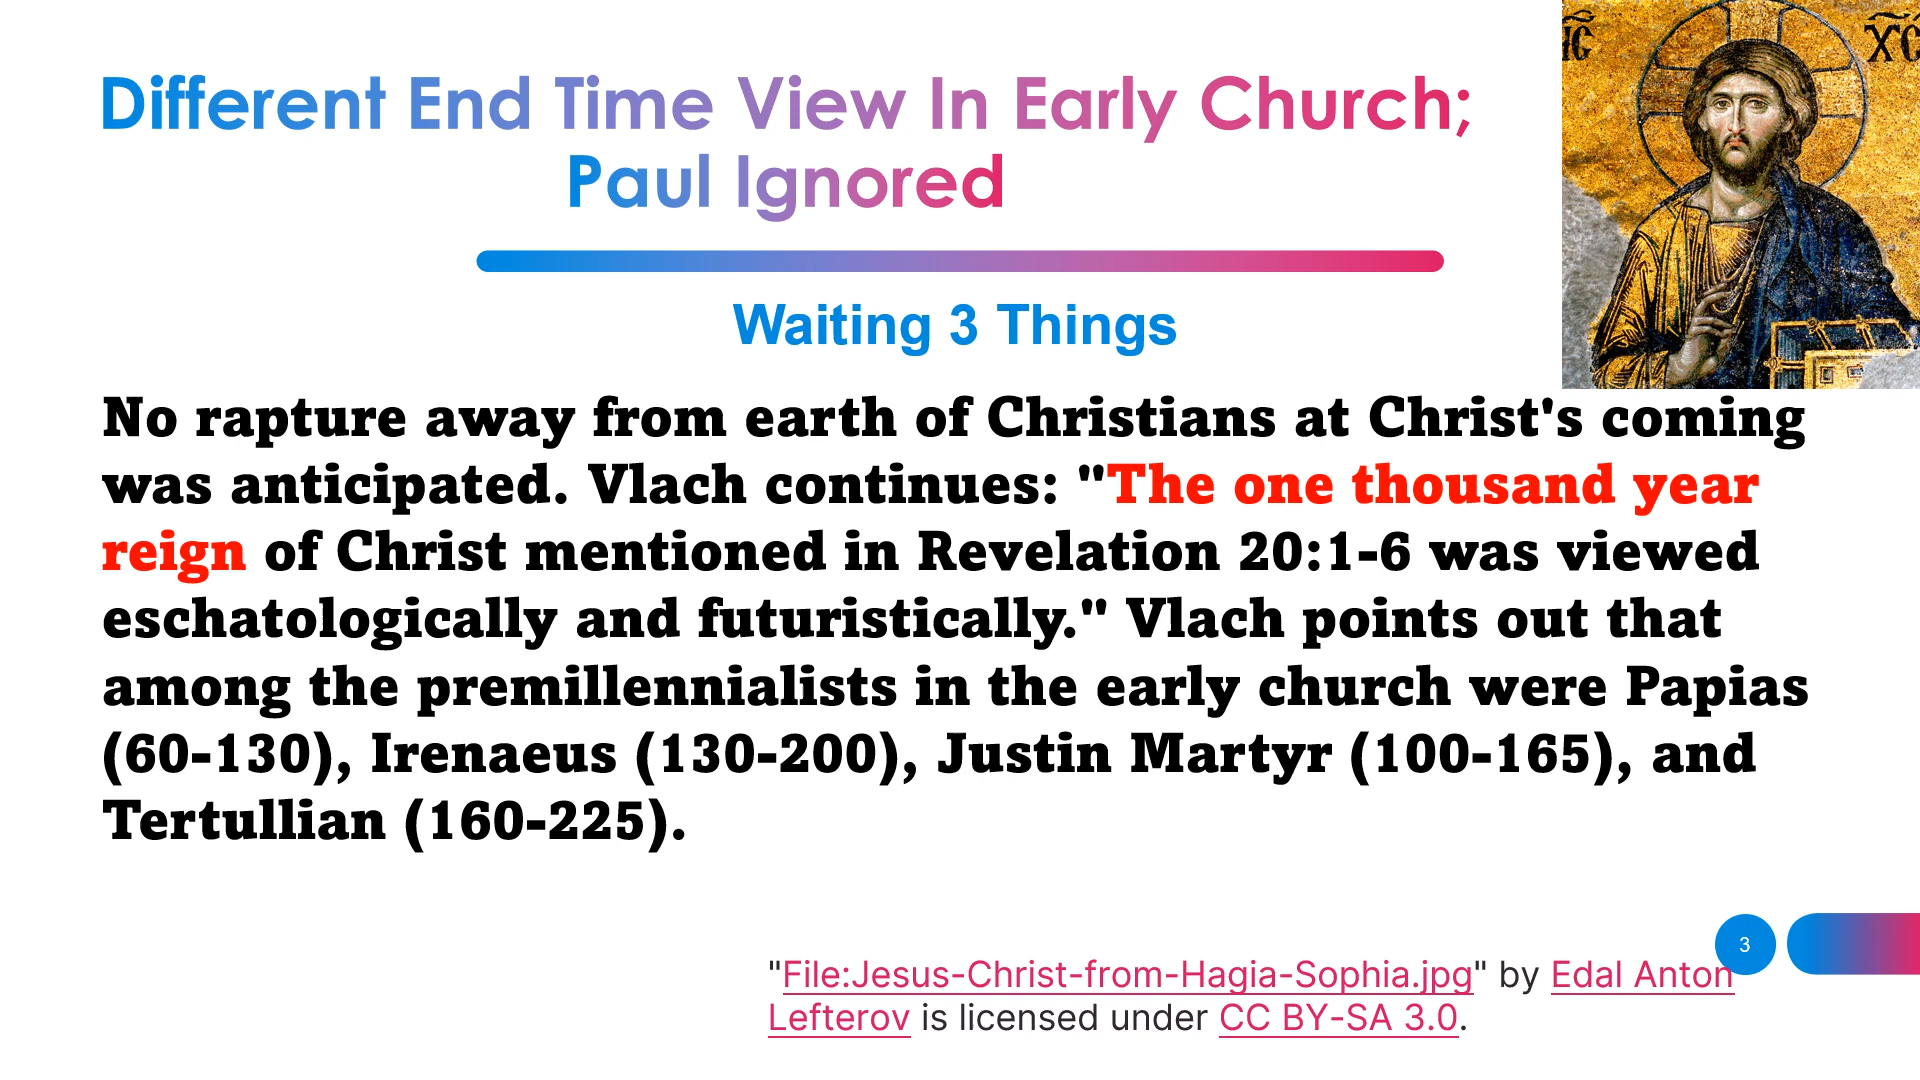 Different End Time View In Early Church;
Paul Ignored
Waiting 3 Things
No rapture away from earth of Christians at Christ's coming
was anticipated. Vlach continues: "The one thousand year
reign of Christ mentioned in Revelation 20:1-6 was viewed
eschatologically and futuristically." Vlach points out that
among the premillennialists in the early church were Papias
(60-130), Irenaeus (130-200), Justin Martyr (100-165), and
Tertullian (160-225).
3
"File:Jesus-Christ-from-Hagia-Sophia.jpg" by Edal Anton
Lefterov is licensed under CC BY-SA 3.0.